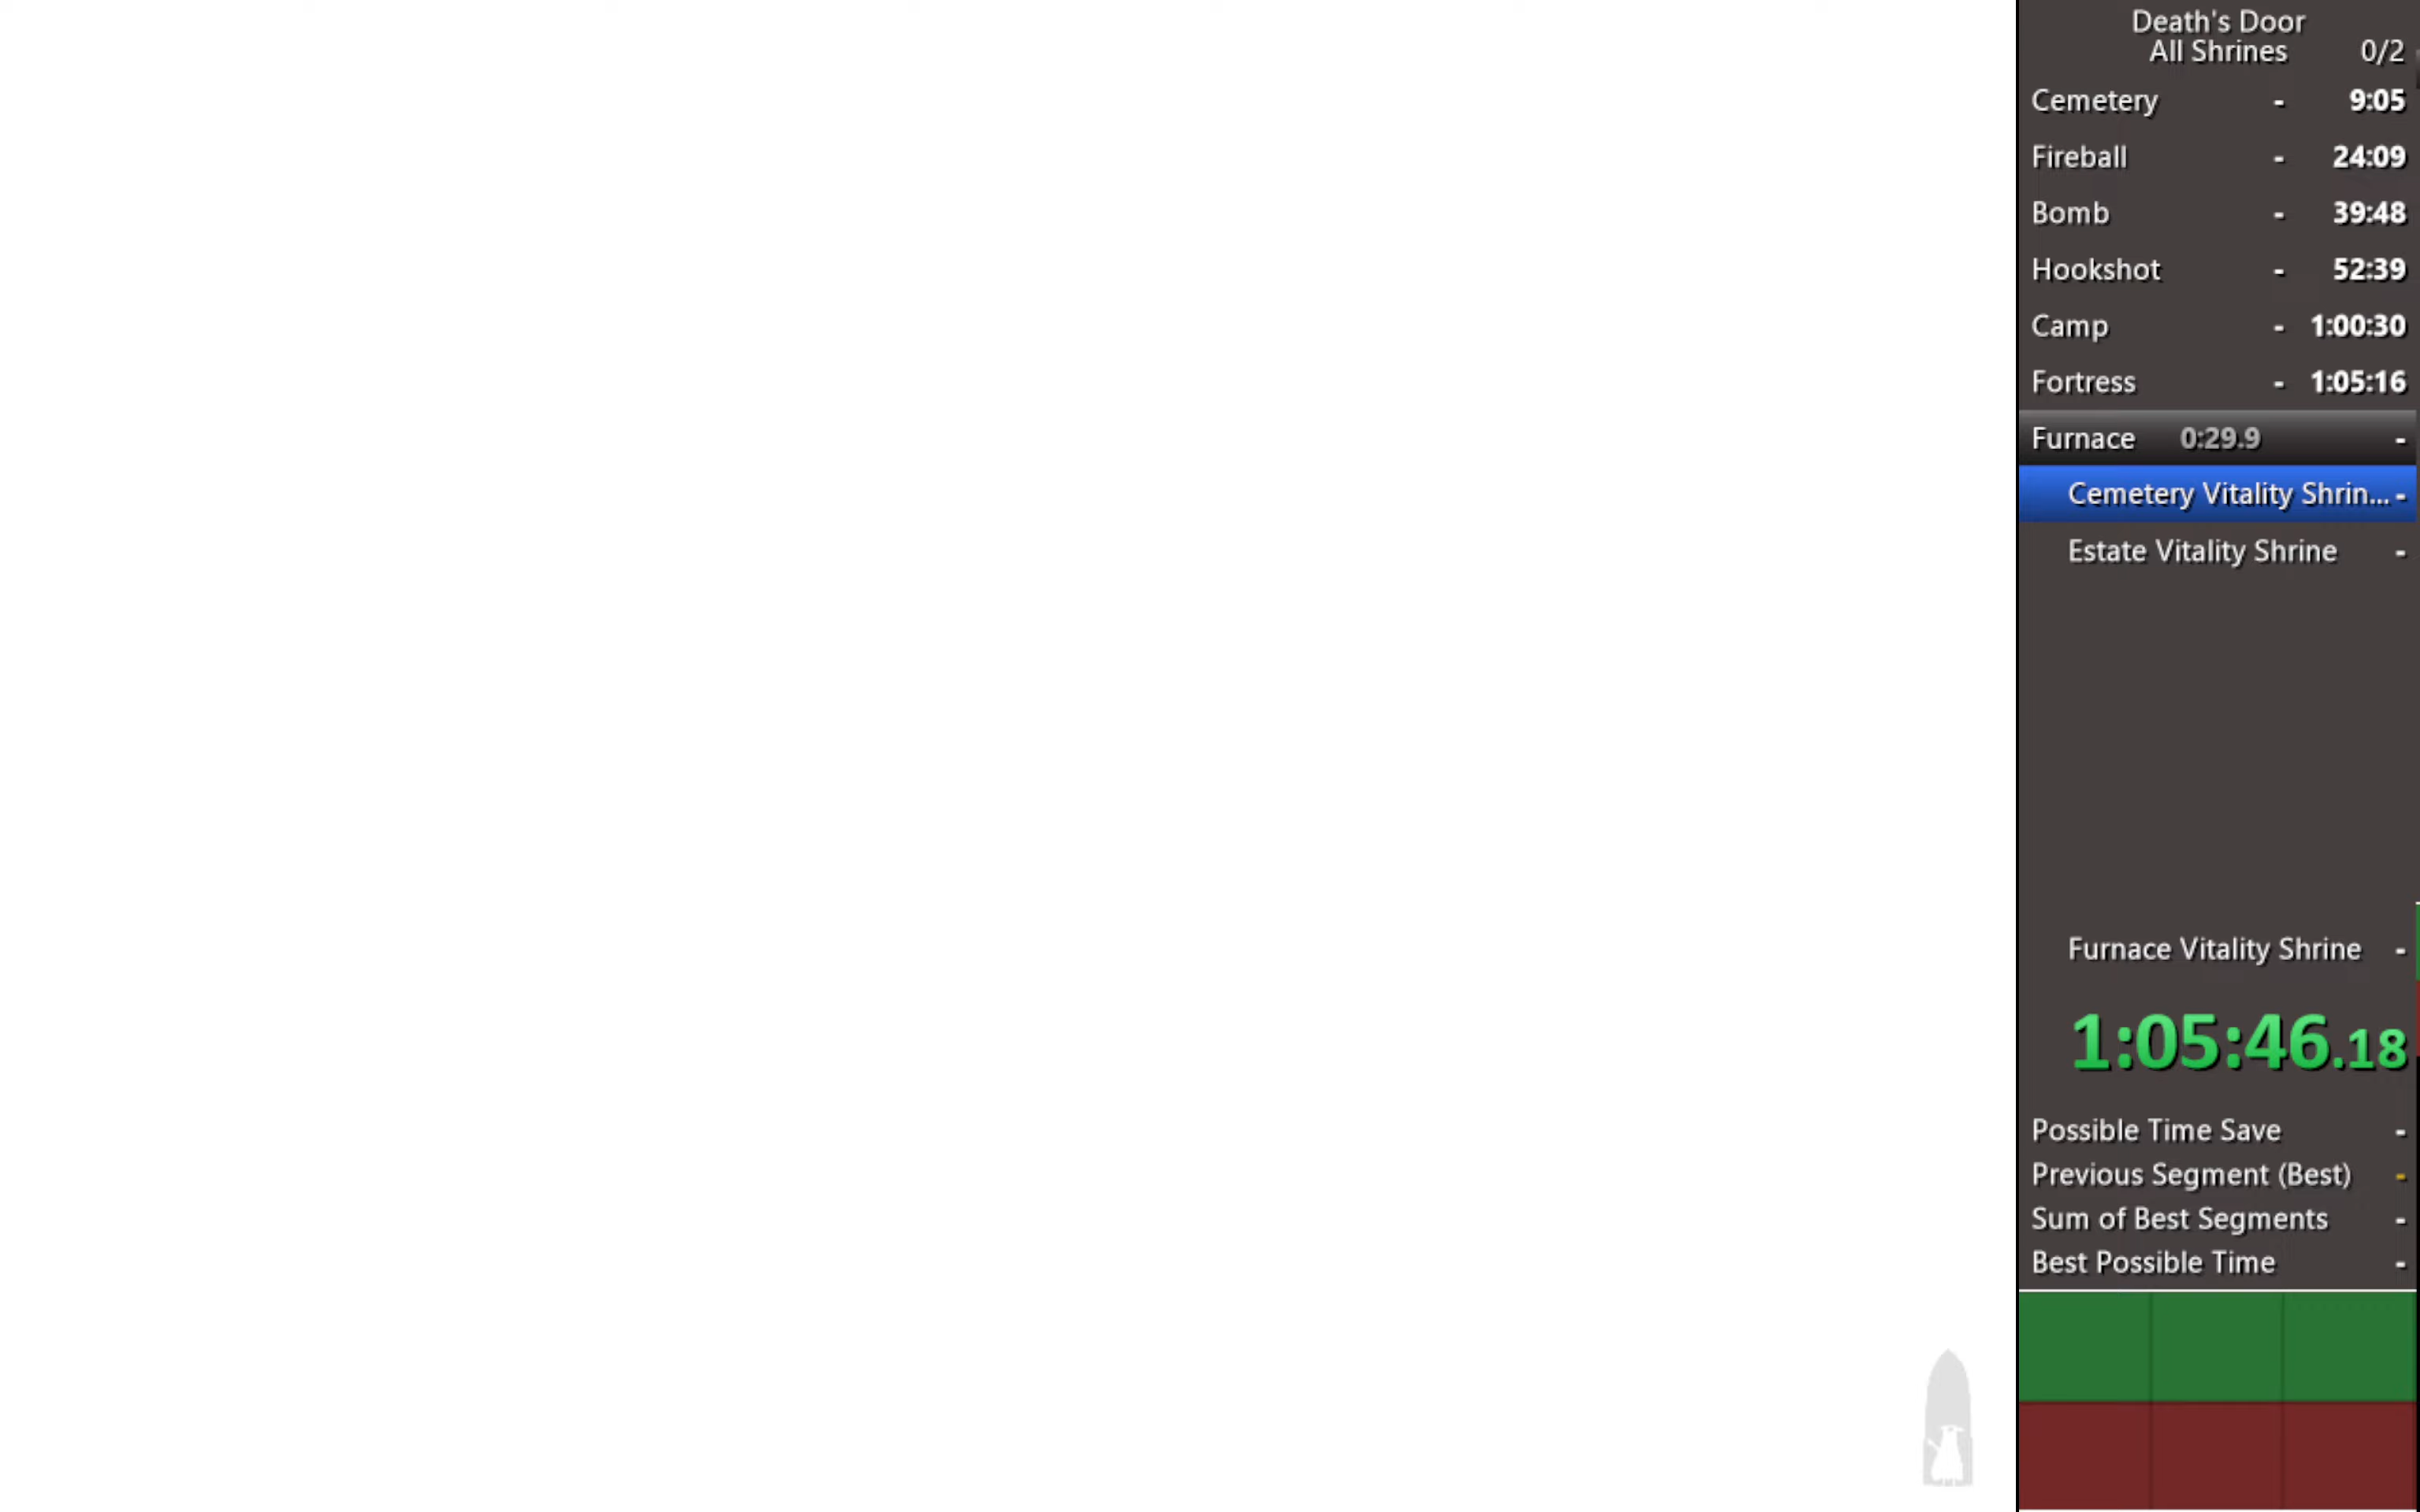 Death's Door
All Shrines 0/2
Cemetery - 9:05
Fireball - 24:09
Bomb - 39:48
Hookshot - 52:39
Camp - 1:00:30
Fortress - 1:05:16
Furnace 0:29.9 -
Cemetery Vitality Shrin... -
Estate Vitality Shrine -
Furnace Vitality Shrine -
1:05:46.18
Possible Time Save -
Previous Segment (Best) -
Sum of Best Segments -
Best Possible Time -